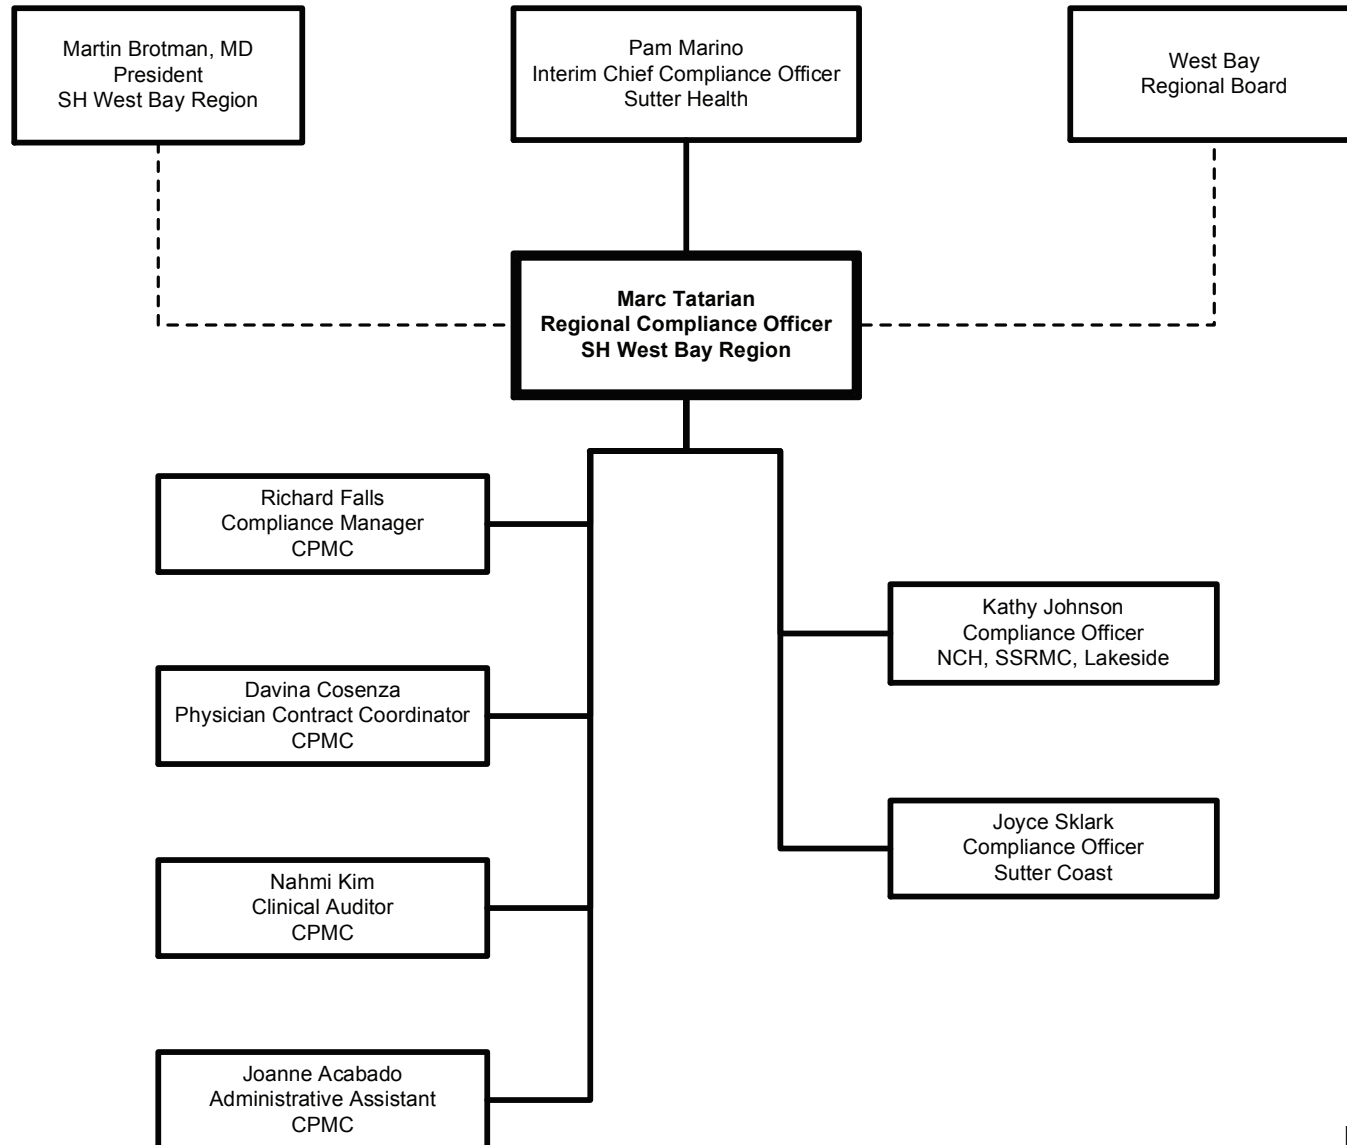 Martin Brotman, MD
President
SH West Bay Region
Pam Marino
Interim Chief Compliance Officer
Sutter Health
West Bay
Regional Board
Marc Tatarian
Regional Compliance Officer
SH West Bay Region
Richard Falls
Compliance Manager
CPMC
Kathy Johnson
Compliance Officer
NCH, SSRMC, Lakeside
Davina Cosenza
Physician Contract Coordinator
CPMC
Joyce Sklark
Compliance Officer
Sutter Coast
Nahmi Kim
Clinical Auditor
CPMC
Joanne Acabado
Administrative Assistant
CPMC